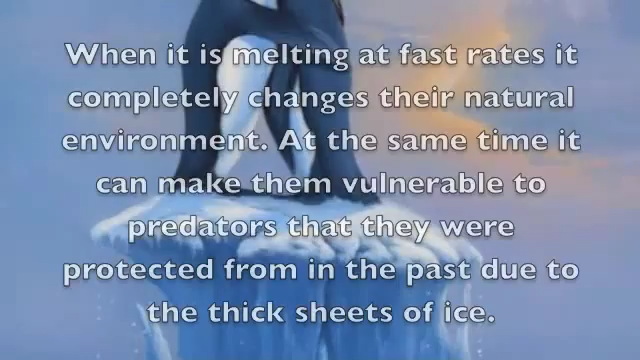 When it is melting at fast rates it
completely changes their natural
environment. At the same time it
can make them vulnerable to
predators that they were
protected from in the past due to
the thick sheets of ice.